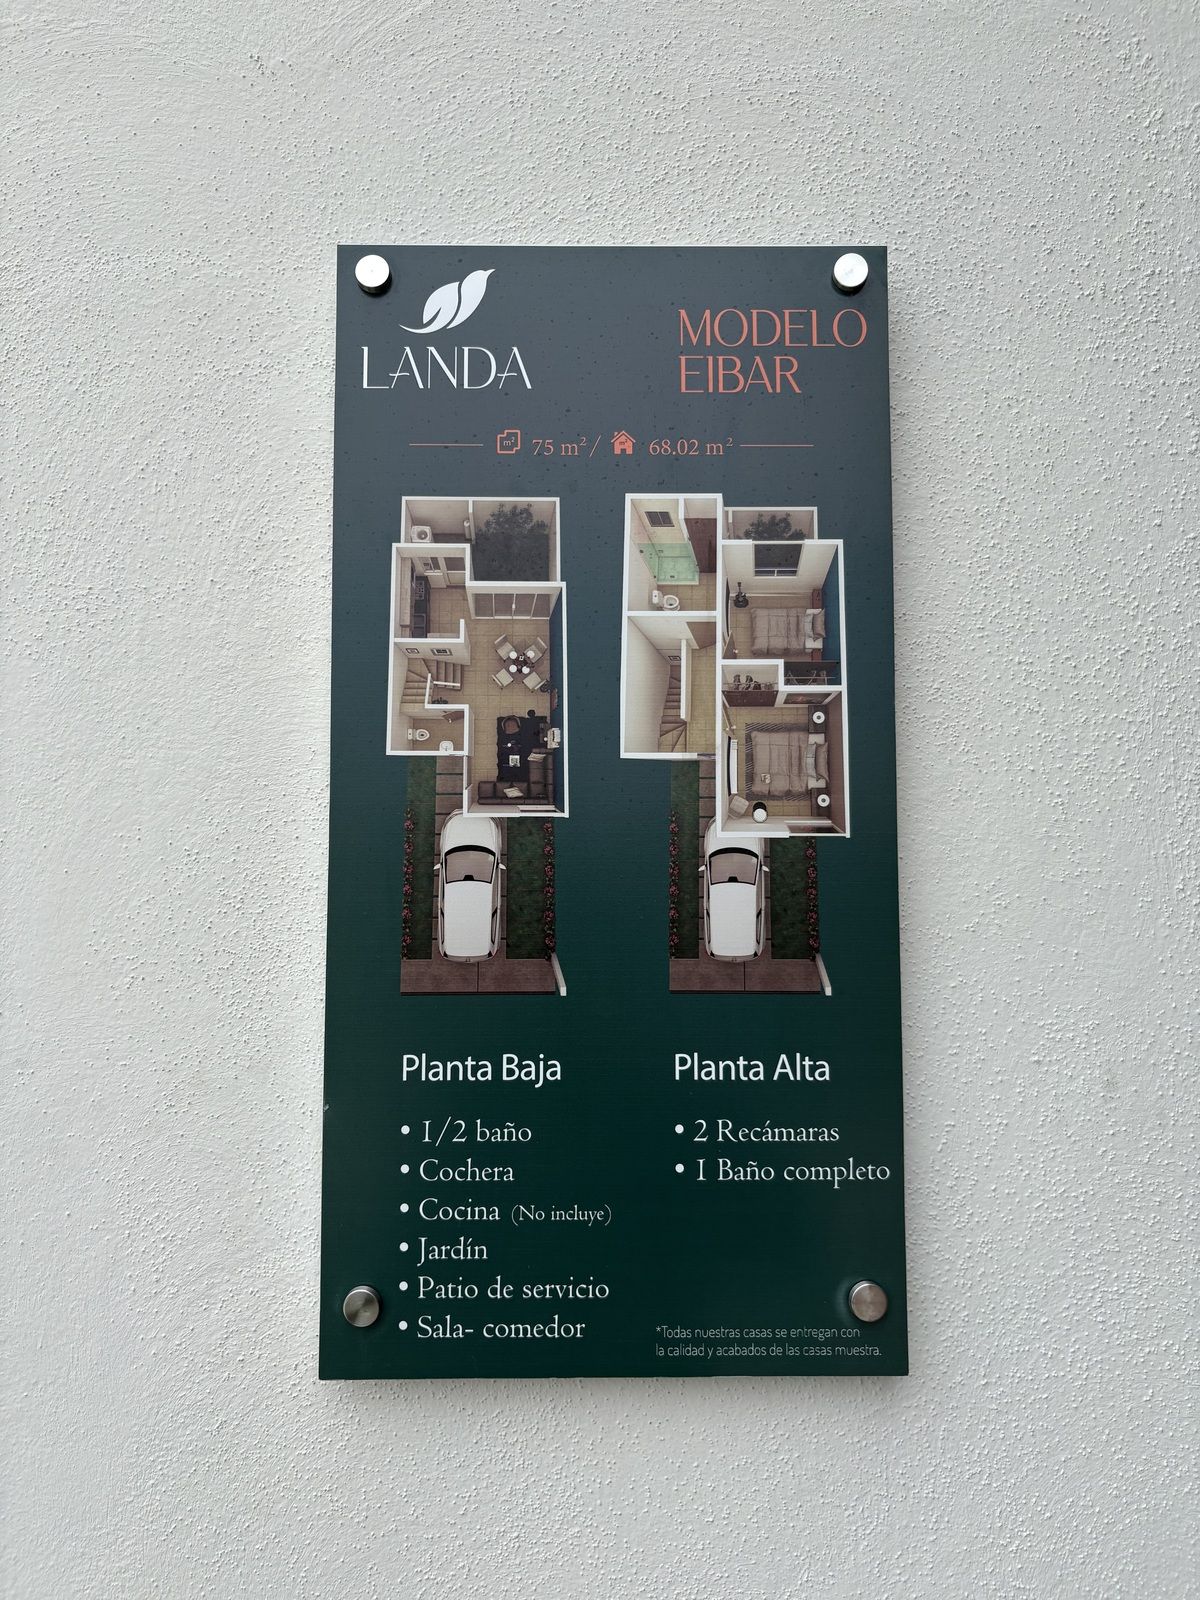 LANDA
MODELO
EIBAR
m² 75 m² / m² 68.02 m²
Planta Baja
• 1/2 baño
• Cochera
• Cocina (No incluye)
• Jardín
• Patio de servicio
• Sala- comedor
Planta Alta
• 2 Recámaras
• 1 Baño completo
*Todas nuestras casas se entregan con
la calidad y acabados de las casas muestra.